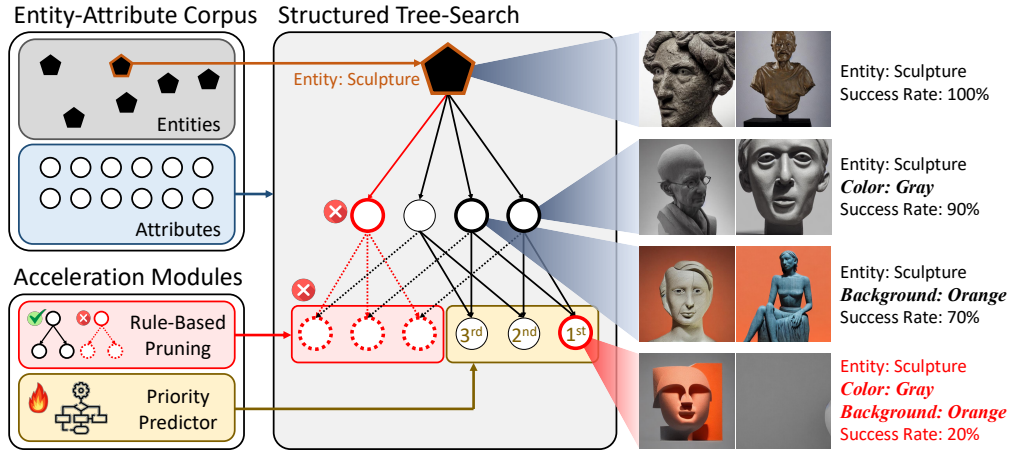 Entity-Attribute Corpus
Structured Tree-Search
Entities
Attributes
Acceleration Modules
Rule-Based
Pruning
Priority
Predictor
Entity: Sculpture
3rd
2nd
1st
Entity: Sculpture
Success Rate: 100%
Entity: Sculpture
Color: Gray
Success Rate: 90%
Entity: Sculpture
Background: Orange
Success Rate: 70%
Entity: Sculpture
Color: Gray
Background: Orange
Success Rate: 20%